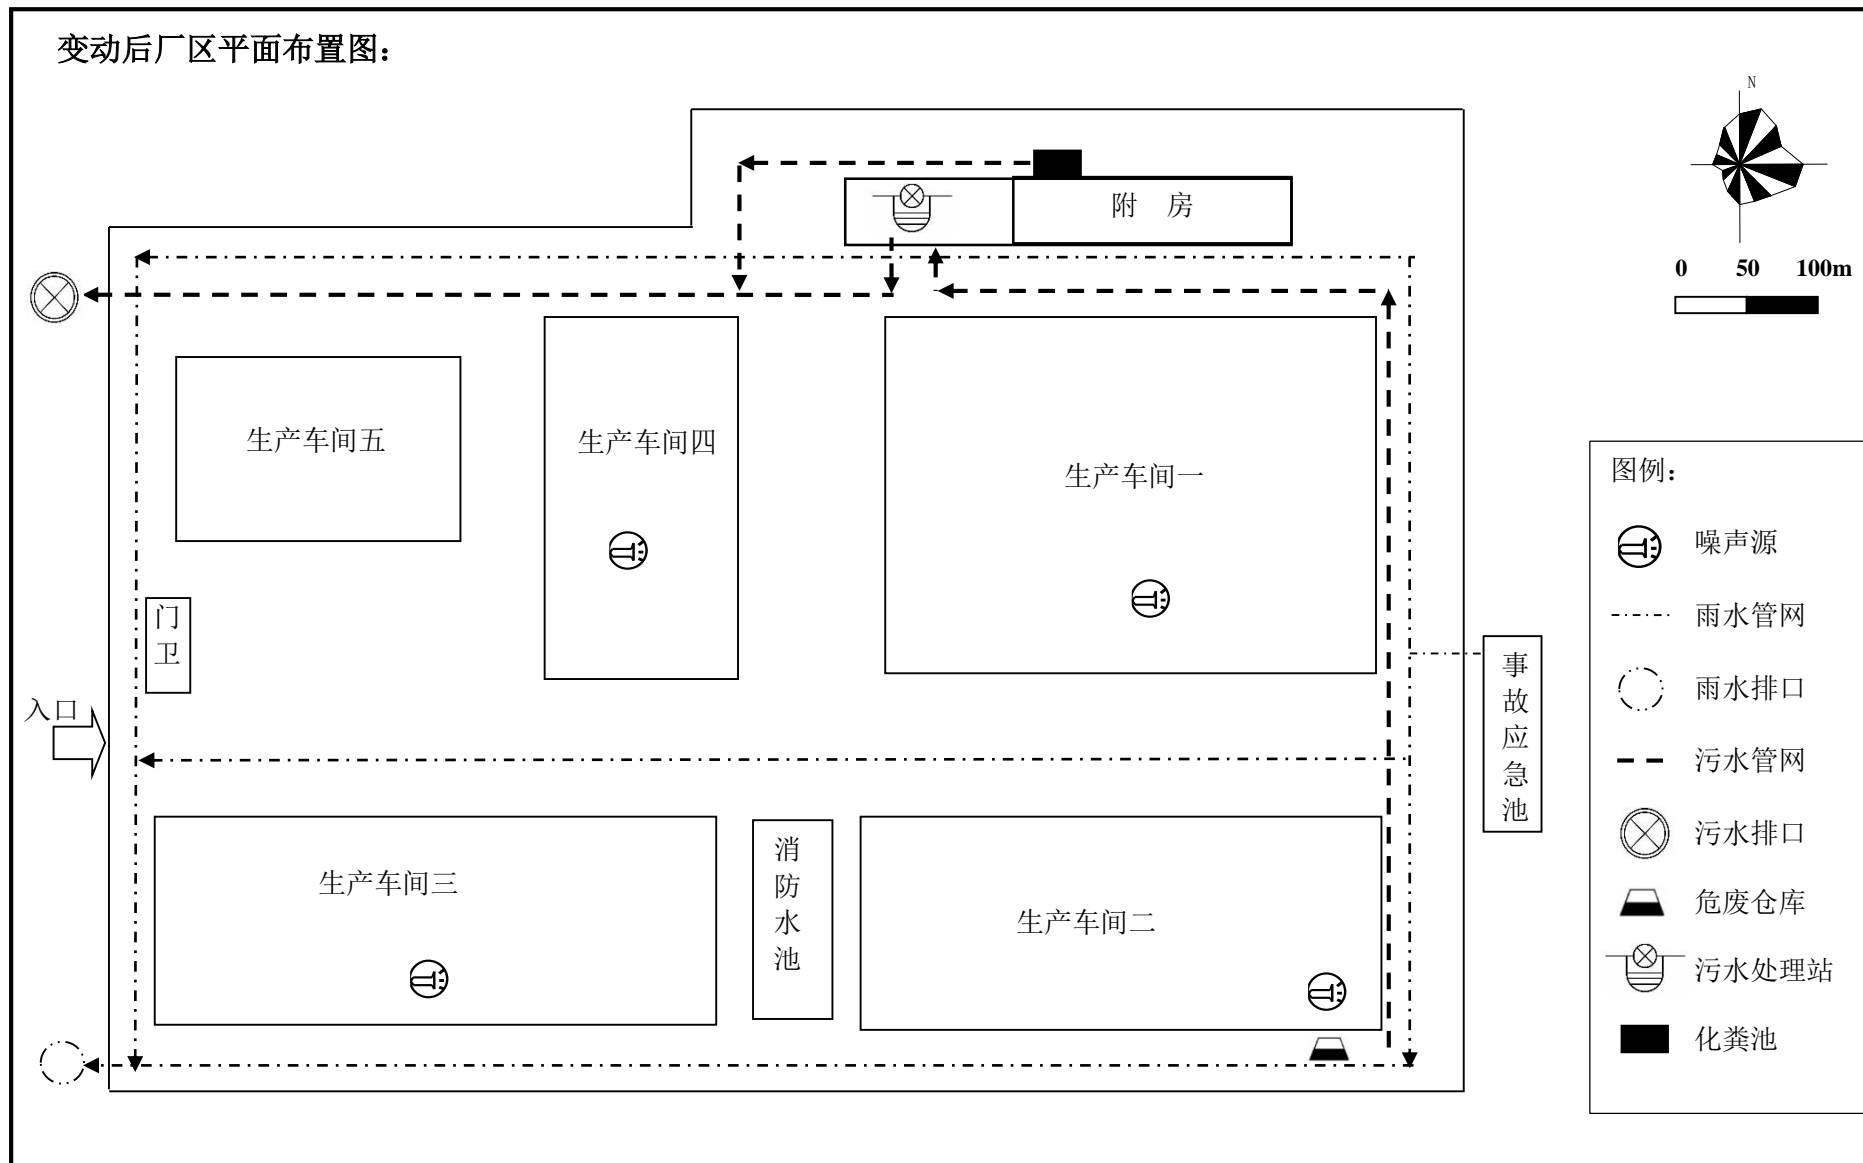 变动后厂区平面布置图：
N
附 房
0 50 100m
生产车间五
生产车间四
生产车间一
门卫
入口
事故应急池
生产车间三
消防水池
生产车间二
图例：
噪声源
雨水管网
雨水排口
污水管网
污水排口
危废仓库
污水处理站
化粪池